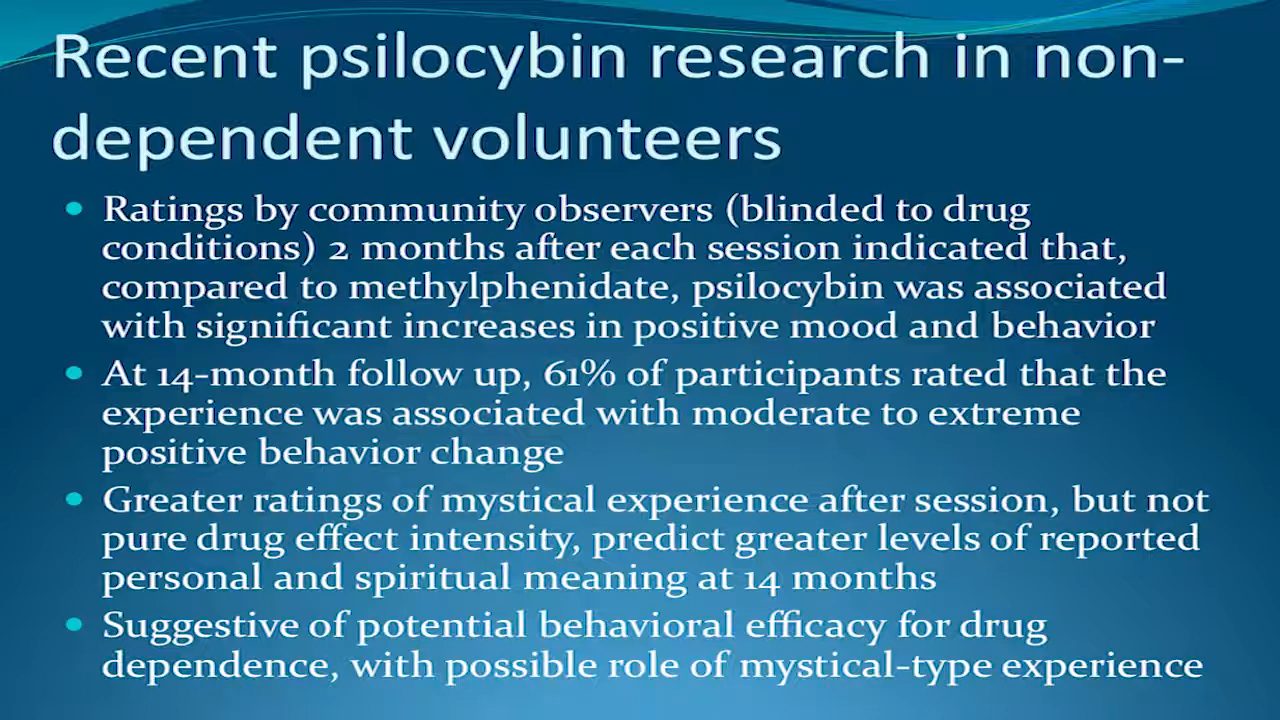 Recent psilocybin research in non-
dependent volunteers
• Ratings by community observers (blinded to drug
conditions) 2 months after each session indicated that,
compared to methylphenidate, psilocybin was associated
with significant increases in positive mood and behavior
• At 14-month follow up, 61% of participants rated that the
experience was associated with moderate to extreme
positive behavior change
• Greater ratings of mystical experience after session, but not
pure drug effect intensity, predict greater levels of reported
personal and spiritual meaning at 14 months
• Suggestive of potential behavioral efficacy for drug
dependence, with possible role of mystical-type experience